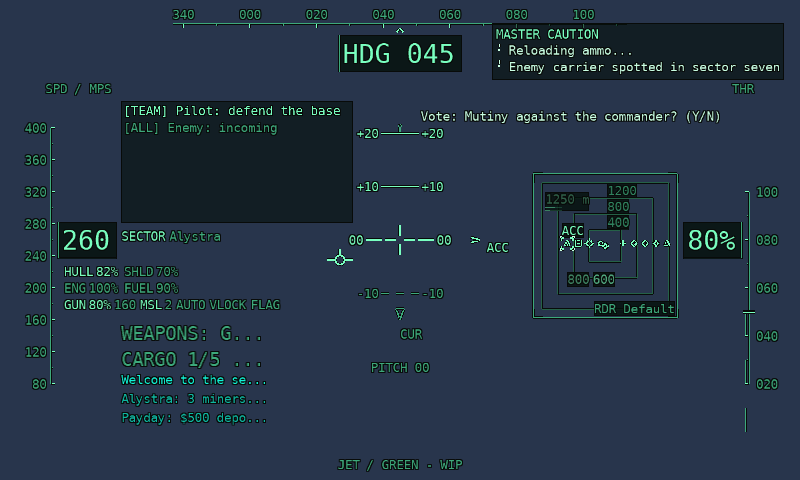 340 000 020 040 060 080 100
MASTER CAUTION
Reloading ammo...
Enemy carrier spotted in sector seven
HDG 045
SPD / MPS
THR
[TEAM] Pilot: defend the base
[ALL] Enemy: incoming
Vote: Mutiny against the commander? (Y/N)
400
360
320
280
240
200
160
120
80
260
+20 +20
+10 +10
00 00
-10 -10
ACC
CUR
PITCH 00
1250 m
1200
800
400
ACC
800 600
RDR Default
80%
100
080
060
040
020
SECTOR Alystra
HULL 82% SHLD 70%
ENG 100% FUEL 90%
GUN 80% 160 MSL 2 AUTO VLOCK FLAG
WEAPONS: G...
CARGO 1/5 ...
Welcome to the se...
Alystra: 3 miners...
Payday: $500 depo...
JET / GREEN - WIP